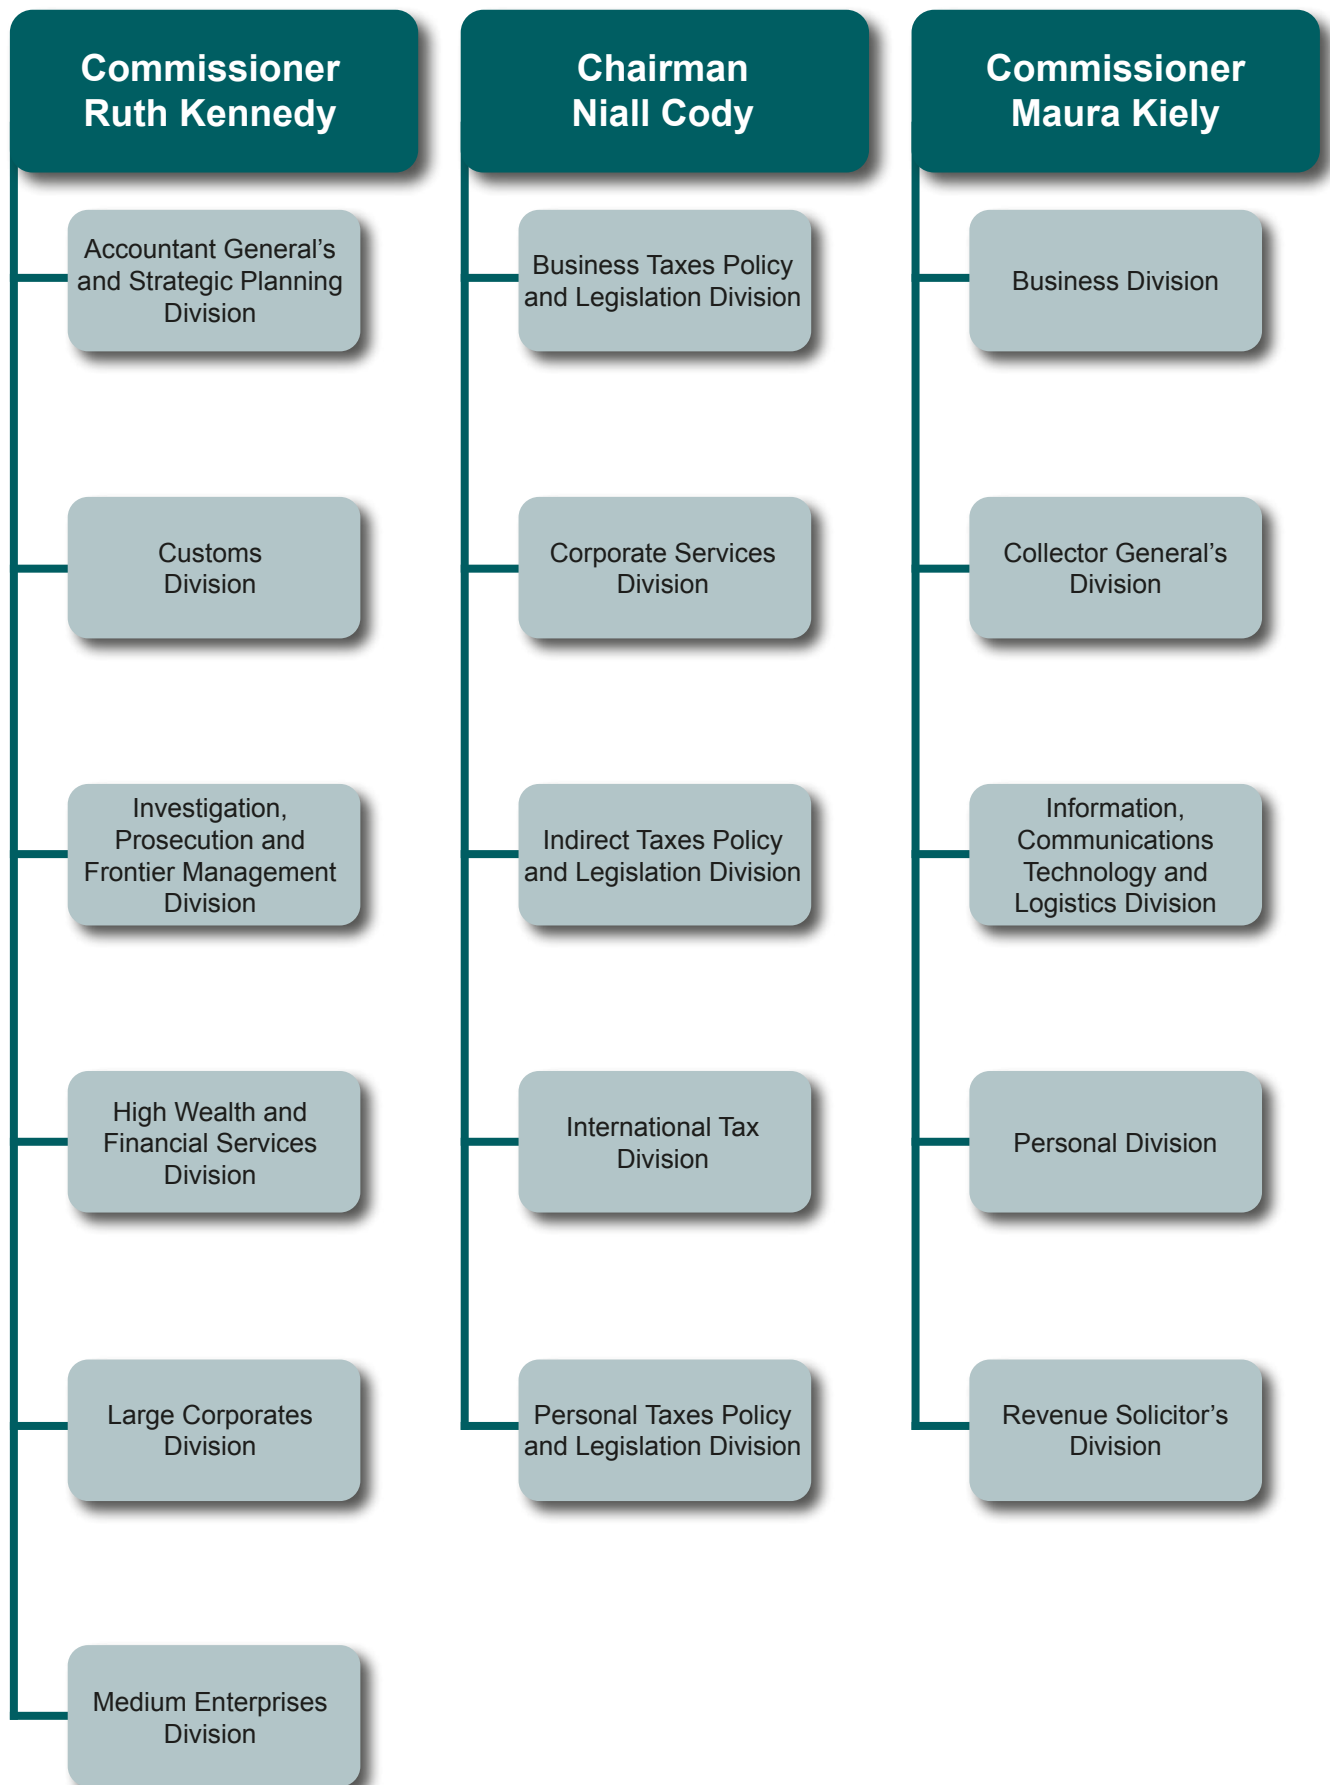 Commissioner
Ruth Kennedy
Accountant General’s
and Strategic Planning
Division
Customs
Division
Investigation,
Prosecution and
Frontier Management
Division
High Wealth and
Financial Services
Division
Large Corporates
Division
Medium Enterprises
Division
Chairman
Niall Cody
Business Taxes Policy
and Legislation Division
Corporate Services
Division
Indirect Taxes Policy
and Legislation Division
International Tax
Division
Personal Taxes Policy
and Legislation Division
Commissioner
Maura Kiely
Business Division
Collector General’s
Division
Information,
Communications
Technology and
Logistics Division
Personal Division
Revenue Solicitor’s
Division